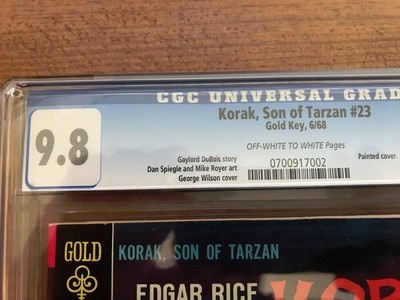 CGC UNIVERSAL GRAD
Korak, Son of Tarzan #23
Gold Key, 6/68
9.8
OFF-WHITE TO WHITE Pages
Gaylord DuBois story
Dan Spiegle and Mike Royer art
George Wilson cover
Painted cover.
0700917002
GOLD
KORAK, SON OF TARZAN
EDGAR RICE
KOR